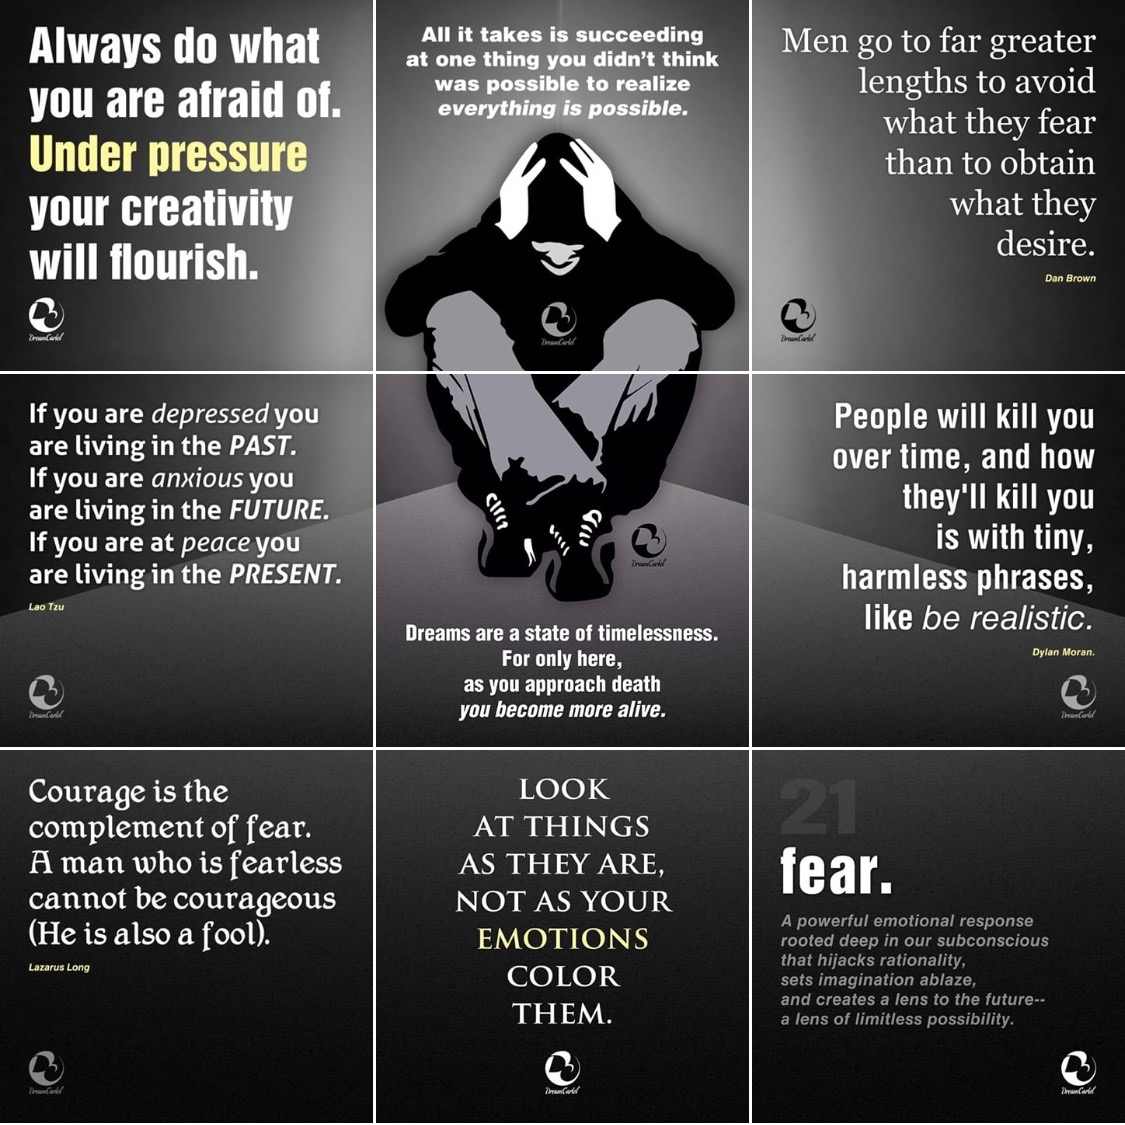 Always do what
you are afraid of.
Under pressure
your creativity
will flourish.
DreamCartel
All it takes is succeeding
at one thing you didn't think
was possible to realize
everything is possible.
DreamCartel
Men go to far greater
lengths to avoid
what they fear
than to obtain
what they
desire.
Dan Brown
DreamCartel
If you are depressed you
are living in the PAST.
If you are anxious you
are living in the FUTURE.
If you are at peace you
are living in the PRESENT.
Lao Tzu
DreamCartel
DreamCartel
Dreams are a state of timelessness.
For only here,
as you approach death
you become more alive.
People will kill you
over time, and how
they'll kill you
is with tiny,
harmless phrases,
like be realistic.
Dylan Moran.
DreamCartel
Courage is the
complement of fear.
A man who is fearless
cannot be courageous
(He is also a fool).
Lazarus Long
DreamCartel
LOOK
AT THINGS
AS THEY ARE,
NOT AS YOUR
EMOTIONS
COLOR
THEM.
DreamCartel
21
fear.
A powerful emotional response
rooted deep in our subconscious
that hijacks rationality,
sets imagination ablaze,
and creates a lens to the future--
a lens of limitless possibility.
DreamCartel